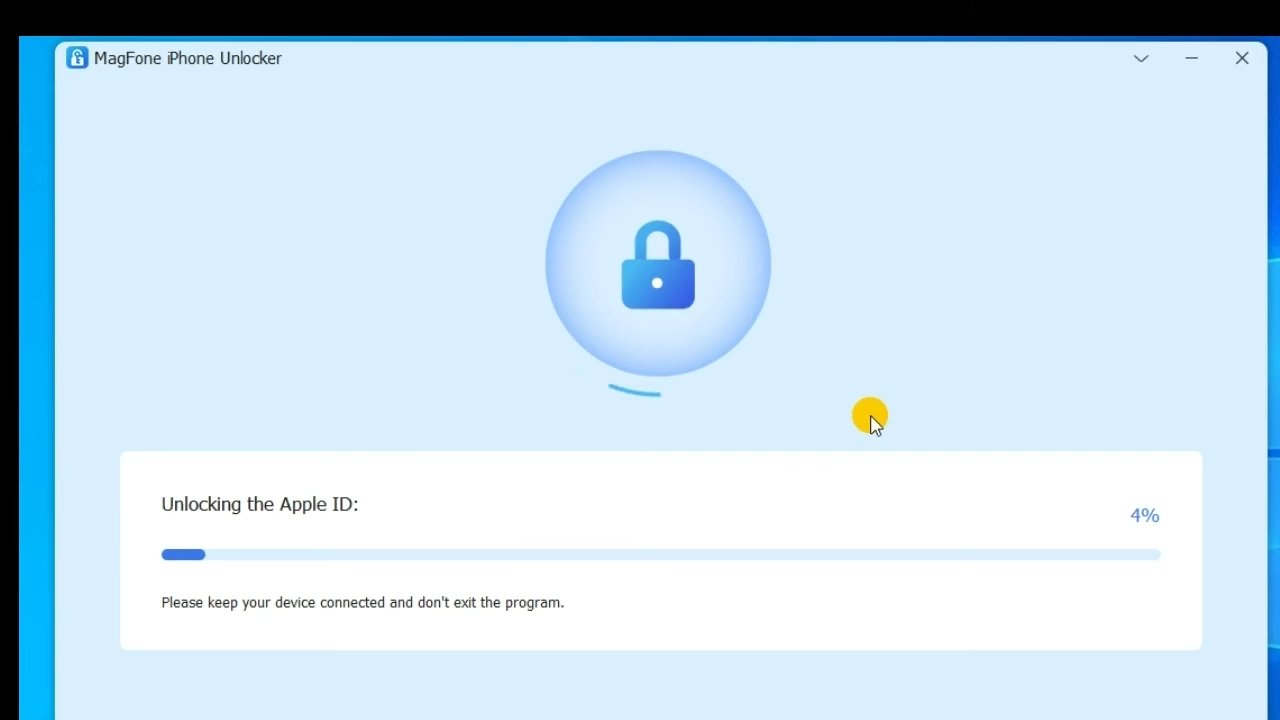 MagFone iPhone Unlocker
Unlocking the Apple ID:
4%
Please keep your device connected and don't exit the program.